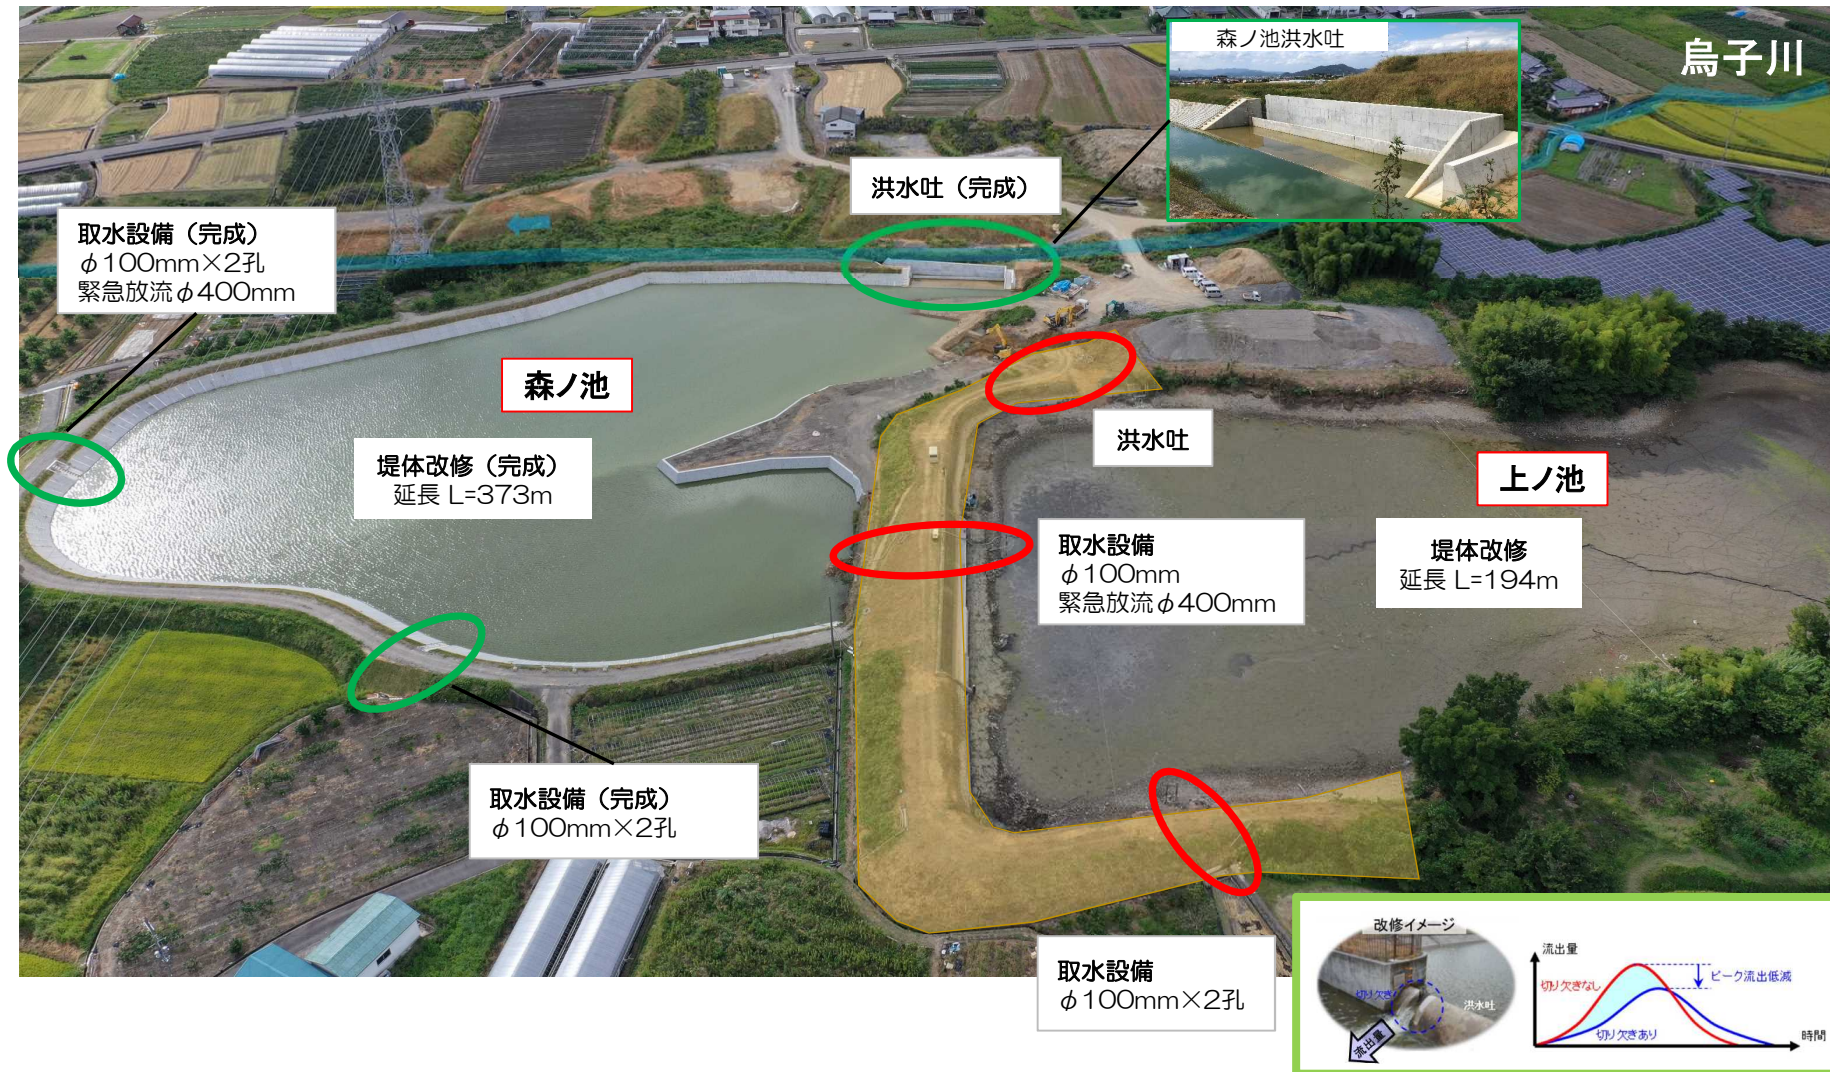 森ノ池洪水吐
烏子川
洪水吐（完成）
取水設備（完成）
φ100mm×2孔
緊急放流φ400mm
森ノ池
堤体改修（完成）
延長 L=373m
洪水吐
上ノ池
取水設備
φ100mm
緊急放流φ400mm
堤体改修
延長 L=194m
取水設備（完成）
φ100mm×2孔
取水設備
φ100mm×2孔
改修イメージ
切り欠き
洪水吐
流出量
流出量
切り欠きなし
ピーク流出低減
切り欠きあり
時間